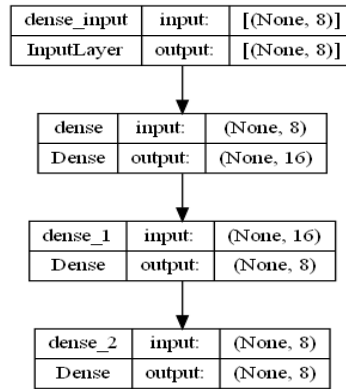 dense_input input: [(None, 8)]
InputLayer output: [(None, 8)]
dense input: (None, 8)
Dense output: (None, 16)
dense_1 input: (None, 16)
Dense output: (None, 8)
dense_2 input: (None, 8)
Dense output: (None, 8)